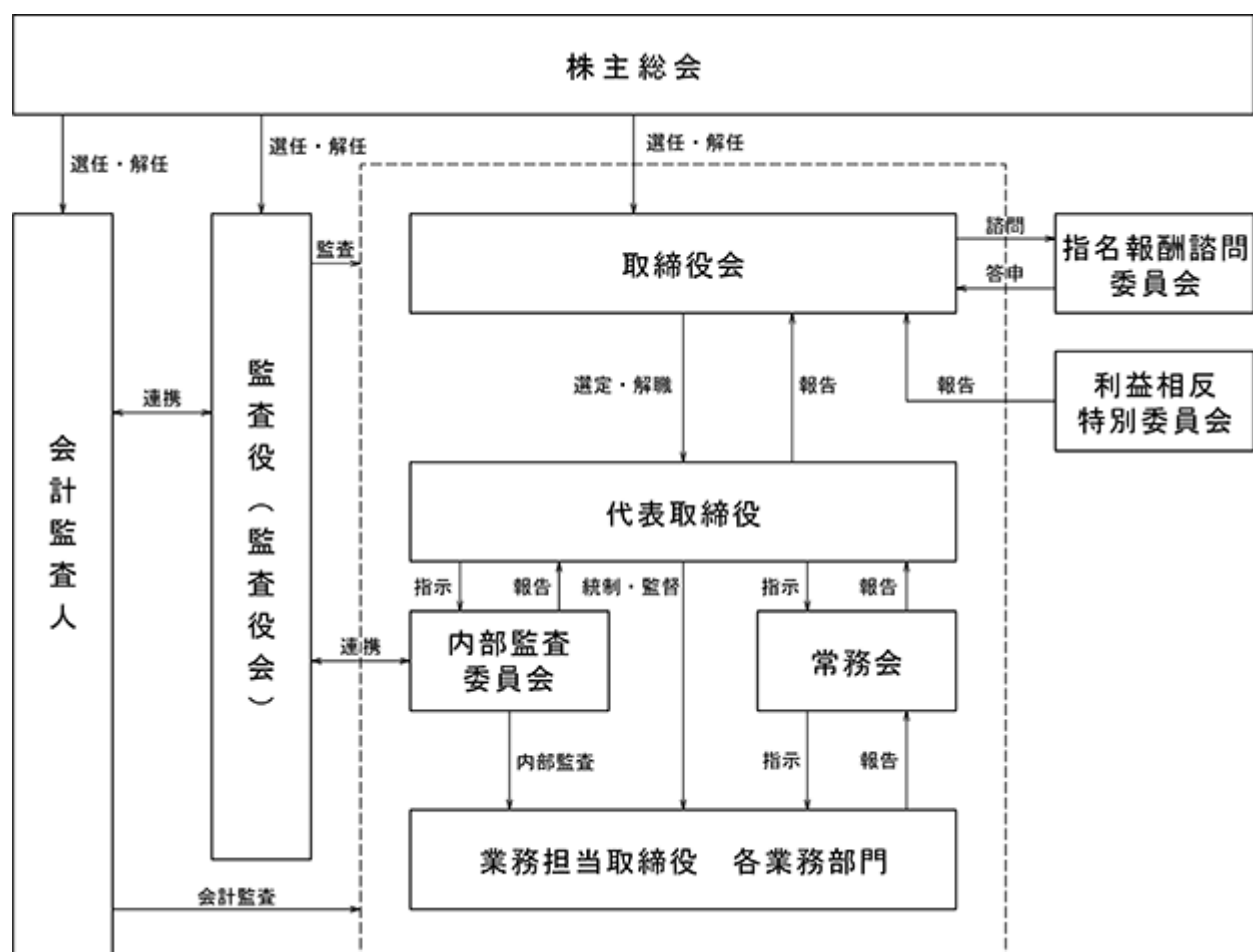 株主総会
選任・解任
選任・解任
選任・解任
会計監査人
監査役（監査役会）
監査
連携
取締役会
諮問
答申
指名報酬諮問
委員会
選定・解職
報告
報告
利益相反
特別委員会
代表取締役
指示
報告
統制・監督
指示
報告
連携
内部監査
委員会
常務会
内部監査
指示
報告
業務担当取締役　各業務部門
会計監査